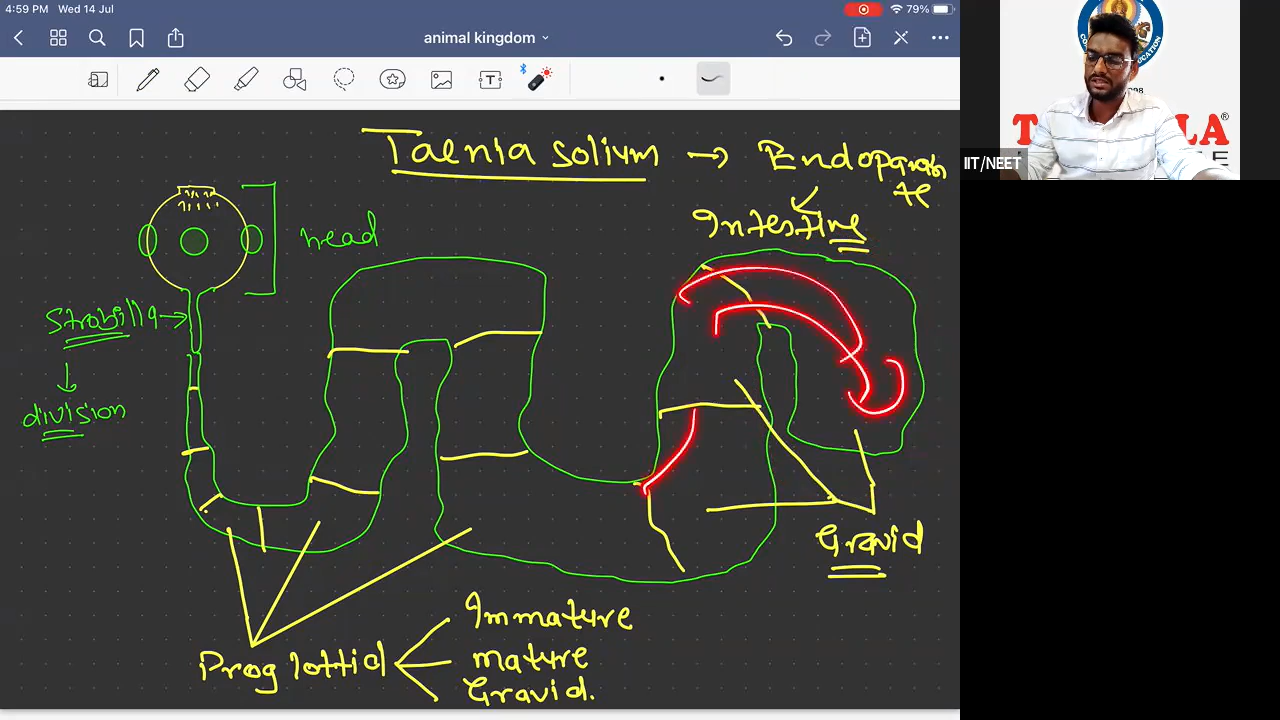 4:59 PM Wed 14 Jul
79%
animal kingdom
T
Taenia solium → Endoparasite
Intestine
head
Strobilla →
division
Gravid
Proglottid
Immature
mature
Gravid.
IIT/NEET
LA